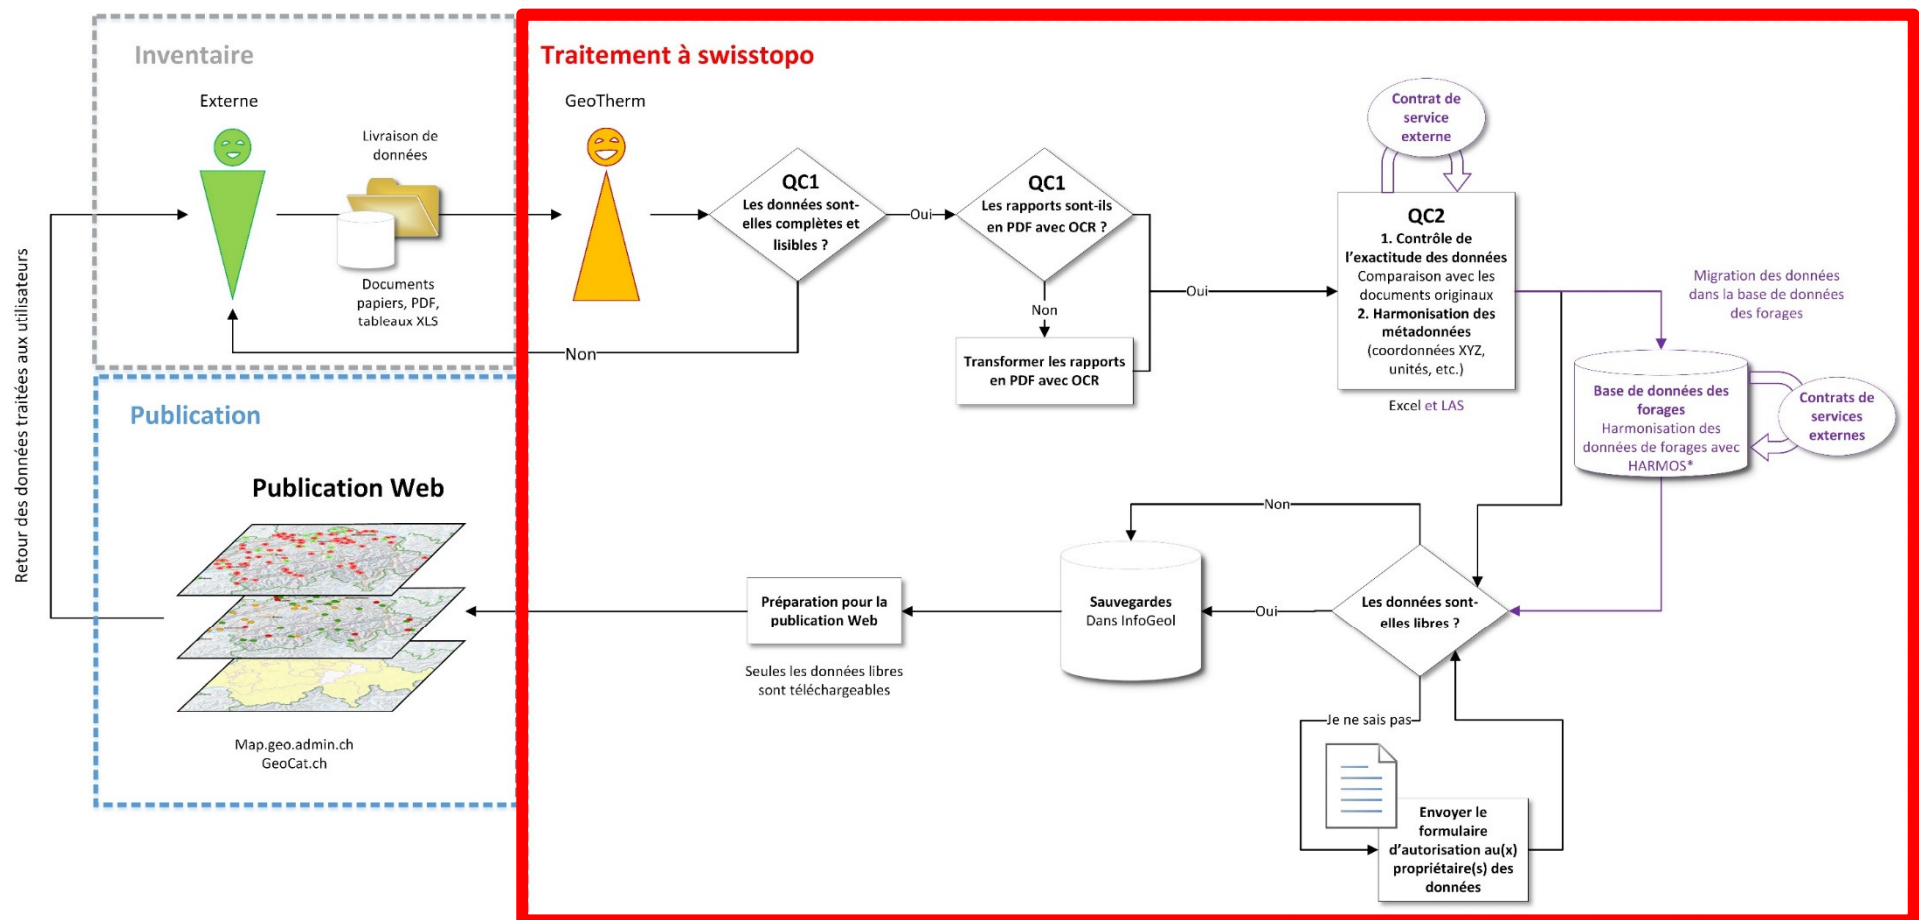 Inventaire
Externe
Livraison de
données
Documents
papiers, PDF,
tableaux XLS
Retour des données traitées aux utilisateurs
Traitement à swisstopo
GeoTherm
QC1
Les données sont-
elles complètes et
lisibles ?
Oui
Non
QC1
Les rapports sont-ils
en PDF avec OCR ?
Non
Transformer les rapports
en PDF avec OCR
Oui
Contrat de
service
externe
QC2
1. Contrôle de
l'exactitude des données
Comparaison avec les
documents originaux
2. Harmonisation des
métadonnées
(coordonnées XYZ,
unités, etc.)
Excel et LAS
Migration des données
dans la base de données
des forages
Base de données des
forages
Harmonisation des
données de forages avec
HARMOS*
Contrats de
services
externes
Les données sont-
elles libres ?
Non
Oui
Je ne sais pas
Envoyer le
formulaire
d'autorisation au(x)
propriétaire(s) des
données
Sauvegardes
Dans InfoGeol
Préparation pour la
publication Web
Seules les données libres
sont téléchargeables
Publication
Publication Web
Map.geo.admin.ch
GeoCat.ch